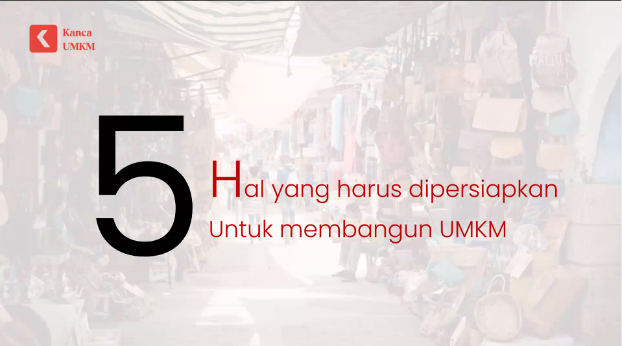 Kanca
UMKM
5
Hal yang harus dipersiapkan
Untuk membangun UMKM